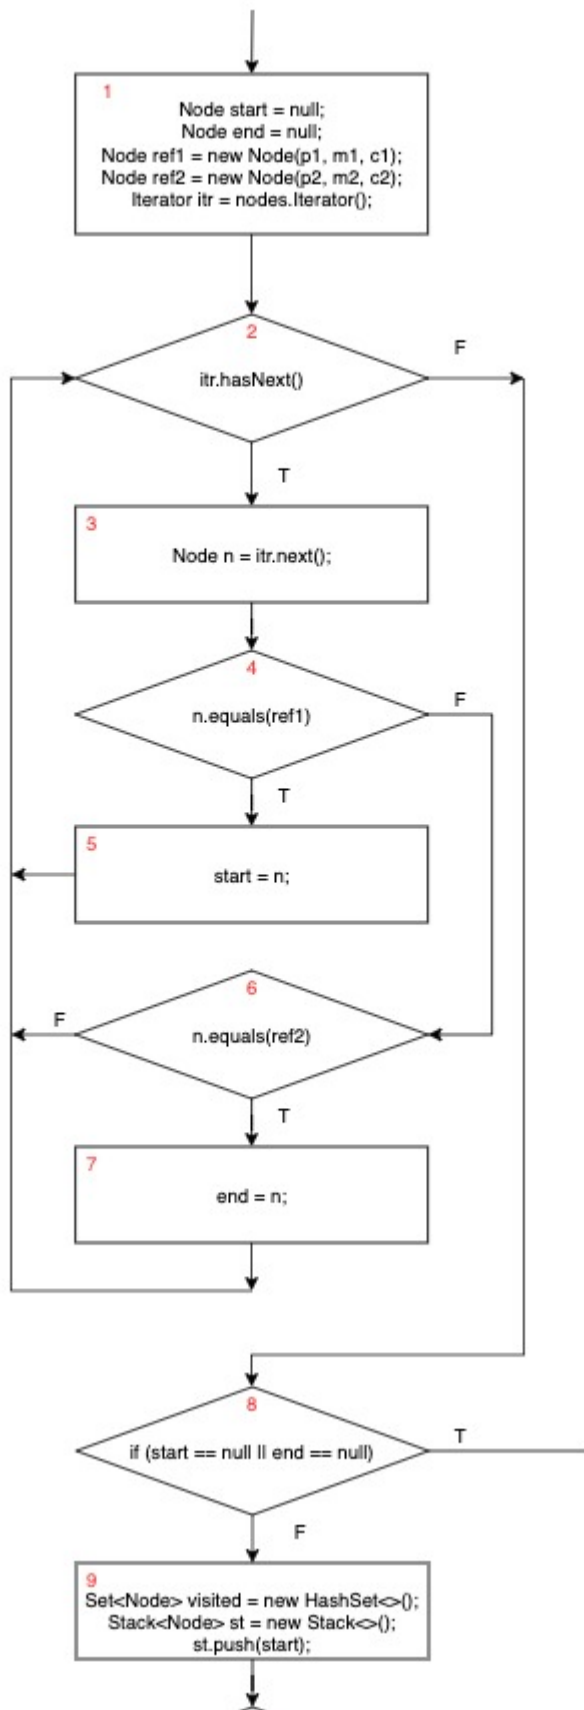 1
Node start = null;
Node end = null;
Node ref1 = new Node(p1, m1, c1);
Node ref2 = new Node(p2, m2, c2);
Iterator itr = nodes.Iterator();
2
F
itr.hasNext()
T
3
Node n = itr.next();
4
F
n.equals(ref1)
T
5
start = n;
6
F
n.equals(ref2)
T
7
end = n;
8
T
if (start == null || end == null)
F
9
Set<Node> visited = new HashSet<>();
Stack<Node> st = new Stack<>();
st.push(start);